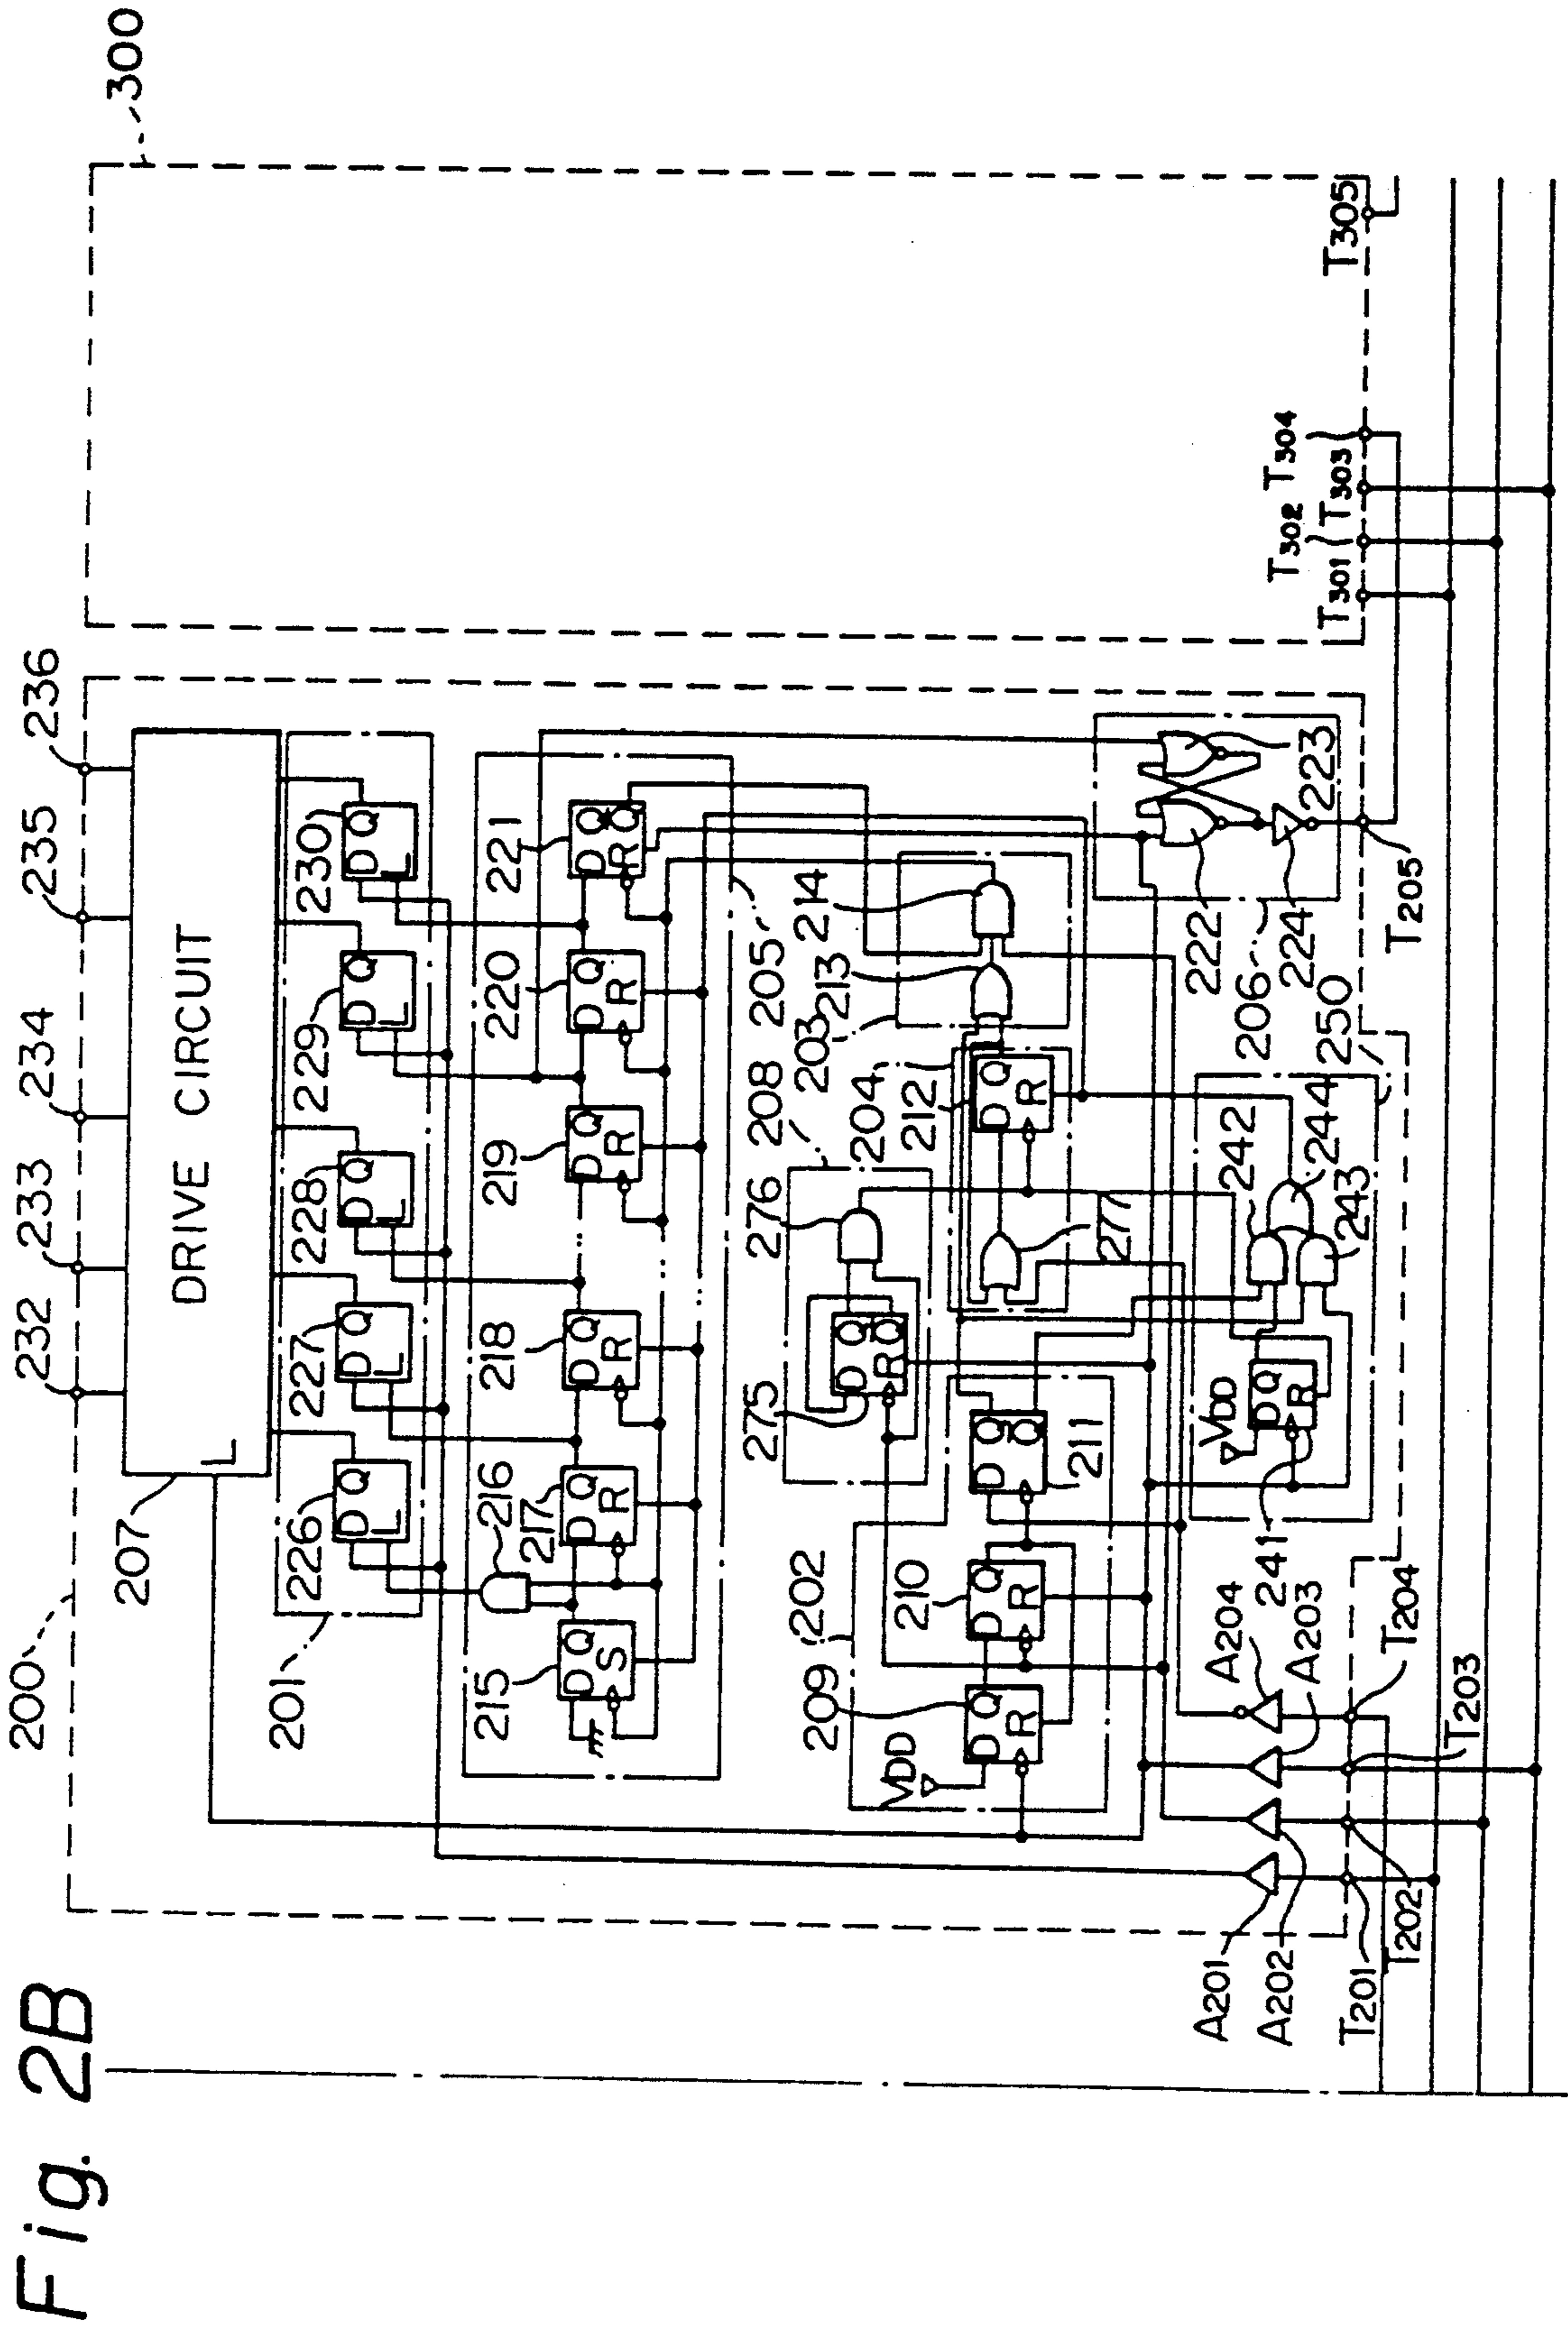 Fig. 2B
200
300
232
233
234
235
236
207
DRIVE CIRCUIT
L
201
226
D Q
L
227
D Q
L
228
D Q
L
229
D Q
L
230
D Q
L
215
D Q
S
216
217
D Q
R
218
D Q
R
219
D Q
R
220
D Q
R
221
D Q
R Q
205
208
203
204
275
D Q
R Q
276
213
214
202
209
VDD
D Q
R
210
D Q
R
211
D Q
Q
212
D Q
R
277
206
222
223
224
250
VDD
D Q
R
241
242
243
244
A201
A202
A203
A204
T201
T202
T203
T204
T205
T301
T302
T303
T304
T305